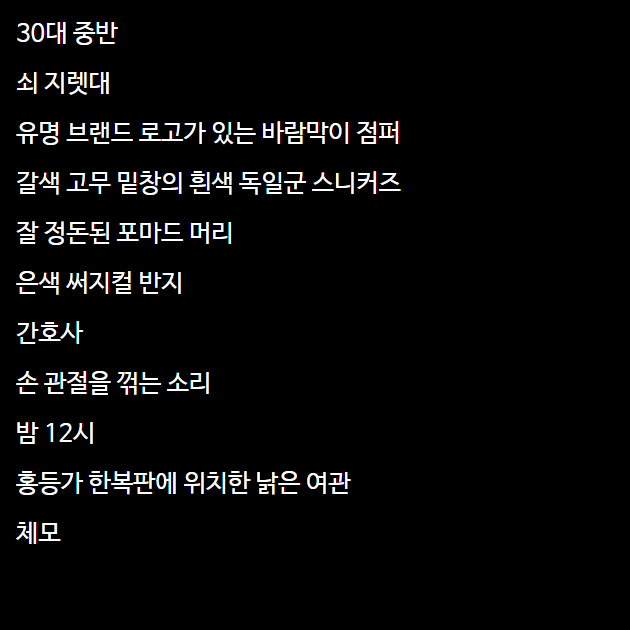 30대 중반
쇠 지렛대
유명 브랜드 로고가 있는 바람막이 점퍼
갈색 고무 밑창의 흰색 독일군 스니커즈
잘 정돈된 포마드 머리
은색 써지컬 반지
간호사
손 관절을 꺾는 소리
밤 12시
홍등가 한복판에 위치한 낡은 여관
체모